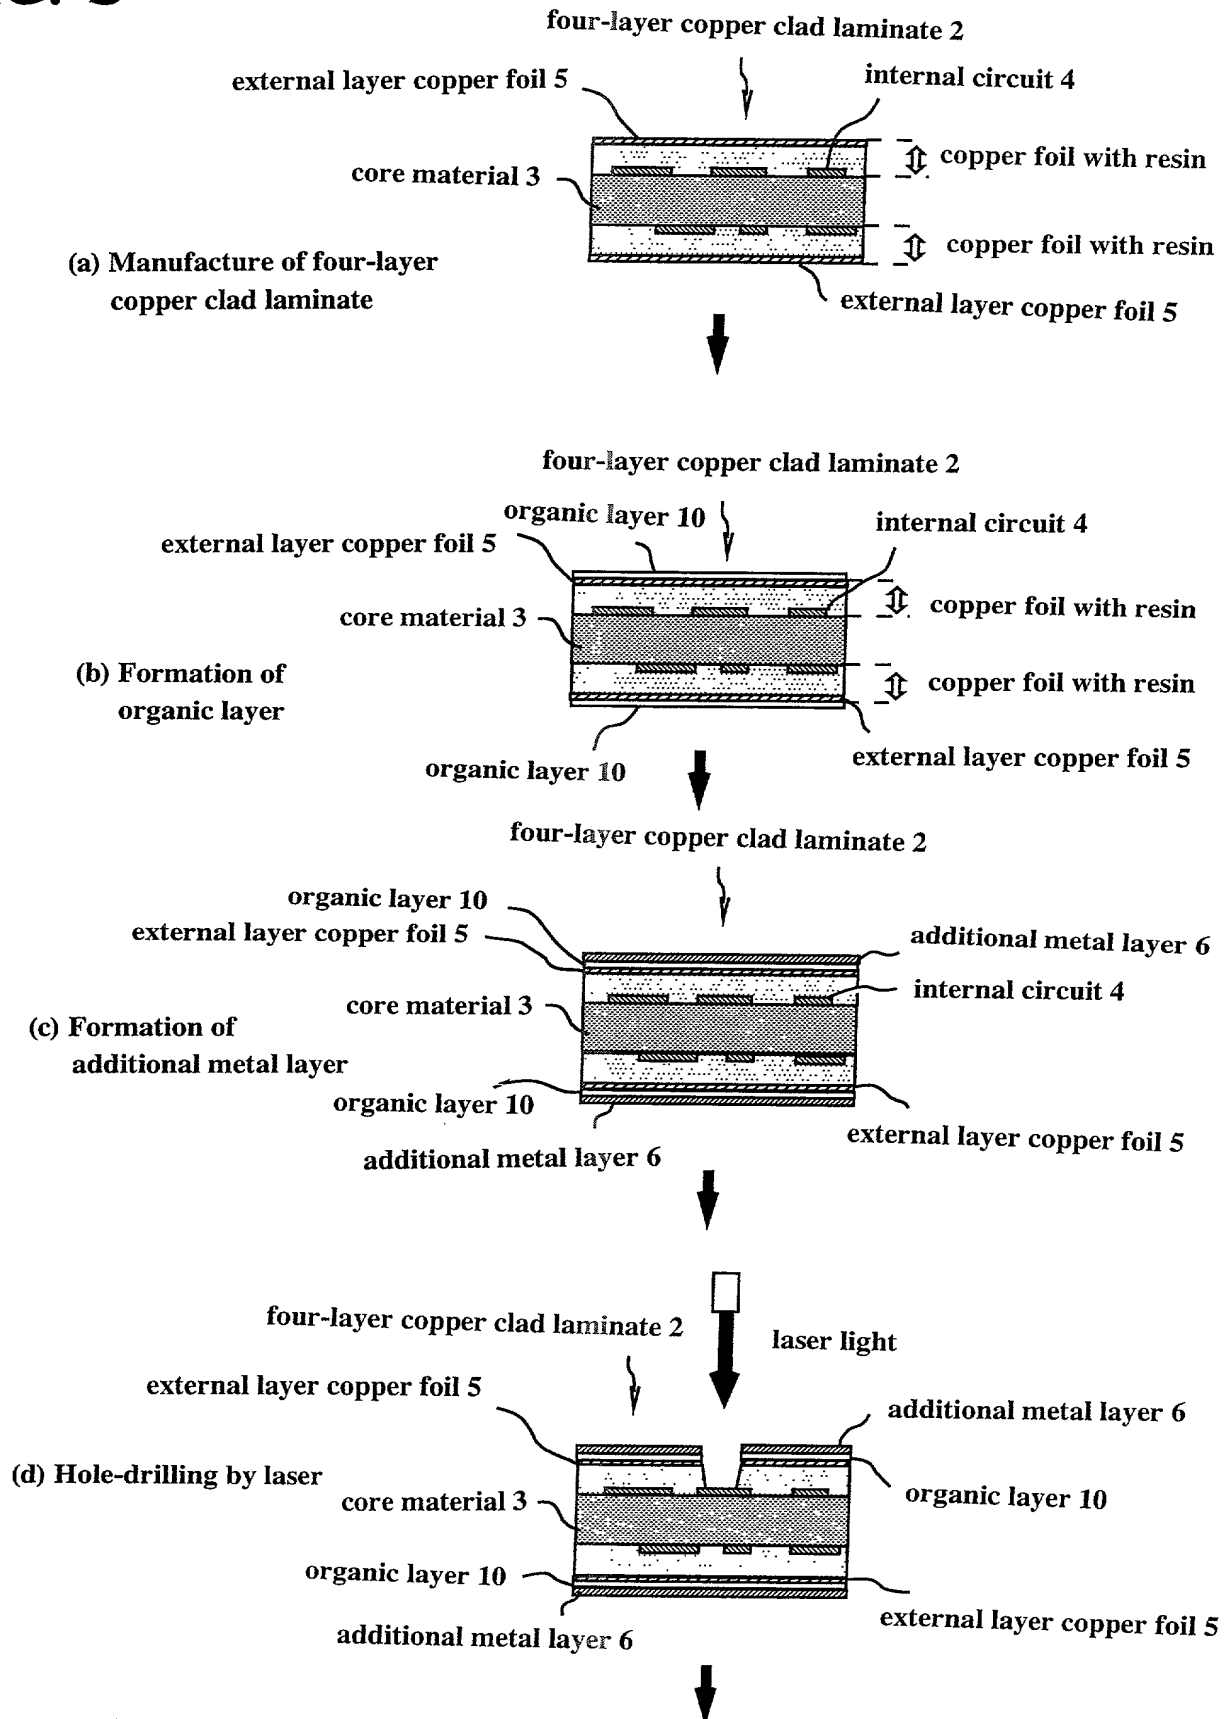 four-layer copper clad laminate 2
external layer copper foil 5
internal circuit 4
copper foil with resin
core material 3
copper foil with resin
(a) Manufacture of four-layer
copper clad laminate
external layer copper foil 5
four-layer copper clad laminate 2
organic layer 10
internal circuit 4
external layer copper foil 5
copper foil with resin
core material 3
(b) Formation of
organic layer
copper foil with resin
external layer copper foil 5
organic layer 10
four-layer copper clad laminate 2
organic layer 10
external layer copper foil 5
additional metal layer 6
internal circuit 4
core material 3
(c) Formation of
additional metal layer
organic layer 10
external layer copper foil 5
additional metal layer 6
four-layer copper clad laminate 2
laser light
external layer copper foil 5
additional metal layer 6
(d) Hole-drilling by laser
organic layer 10
core material 3
organic layer 10
external layer copper foil 5
additional metal layer 6